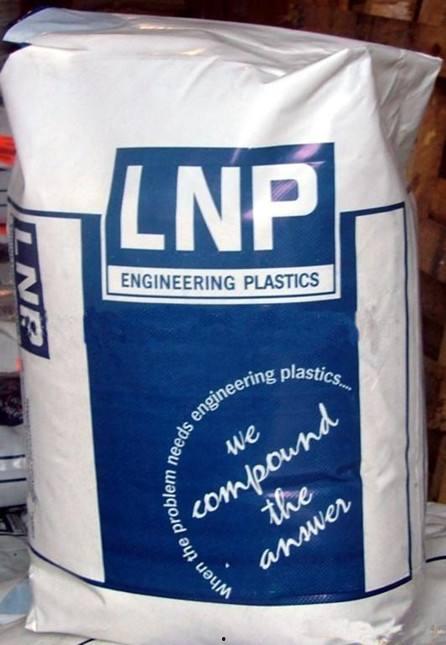 LNP
ENGINEERING PLASTICS
LNP
When the problem needs engineering plastics....
we
compound
the
answer